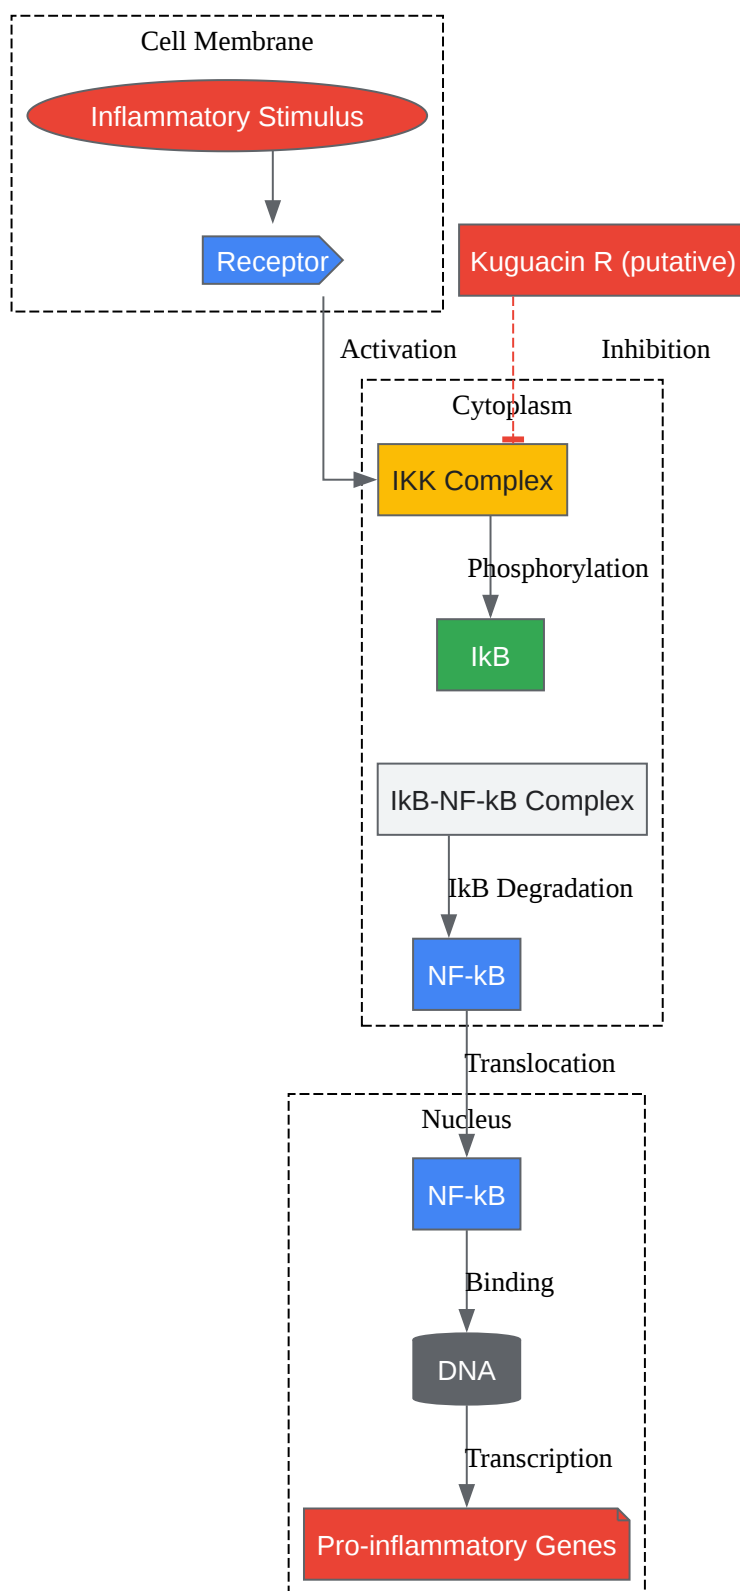 Cell Membrane
Inflammatory Stimulus
Receptor
Kuguacin R (putative)
Activation
Inhibition
Cytoplasm
IKK Complex
Phosphorylation
IkB
IkB-NF-kB Complex
IkB Degradation
NF-kB
Translocation
Nucleus
NF-kB
Binding
DNA
Transcription
Pro-inflammatory Genes